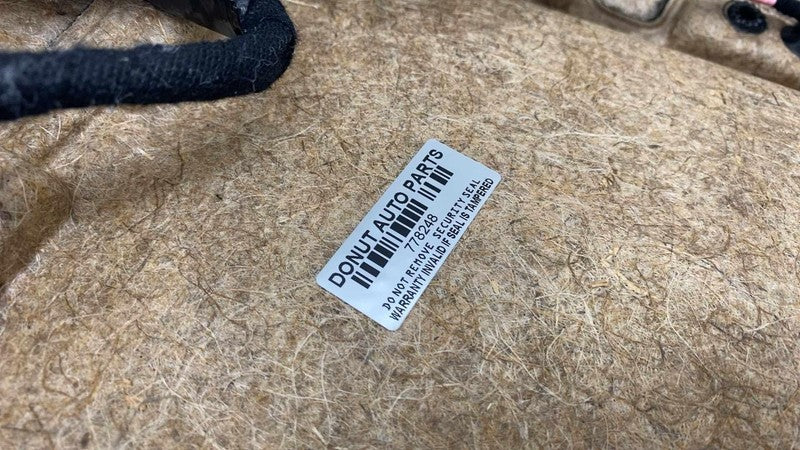 DONUT AUTO PARTS
778248
DO NOT REMOVE SECURITY SEAL
WARRANTY INVALID IF SEAL IS TAMPERED